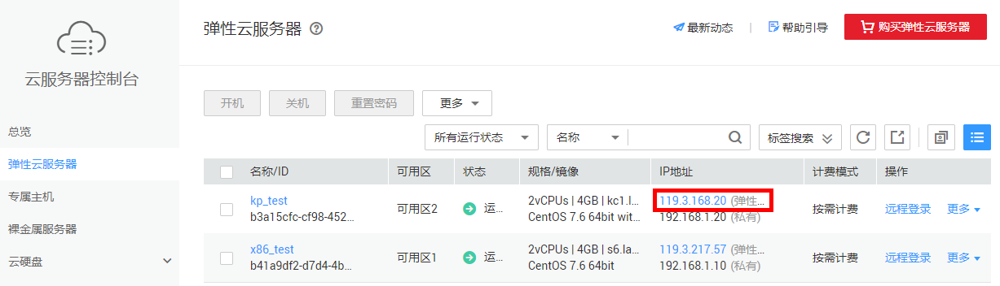 弹性云服务器
最新动态 | 帮助引导 购买弹性云服务器
云服务器控制台
开机 关机 重置密码 更多
总览
所有运行状态 名称 标签搜索
弹性云服务器
名称/ID 可用区 状态 规格/镜像 IP地址 计费模式 操作
专属主机
kp_test 可用区2 运... 2vCPUs | 4GB | kc1.l... 119.3.168.20 (弹性... 按需计费 远程登录 更多
b3a15cfc-cf98-452... CentOS 7.6 64bit wit... 192.168.1.20 (私有)
裸金属服务器
x86_test 可用区1 运... 2vCPUs | 4GB | s6.la... 119.3.217.57 (弹性... 按需计费 远程登录 更多
b41a9df2-d7d4-4b... CentOS 7.6 64bit 192.168.1.10 (私有)
云硬盘